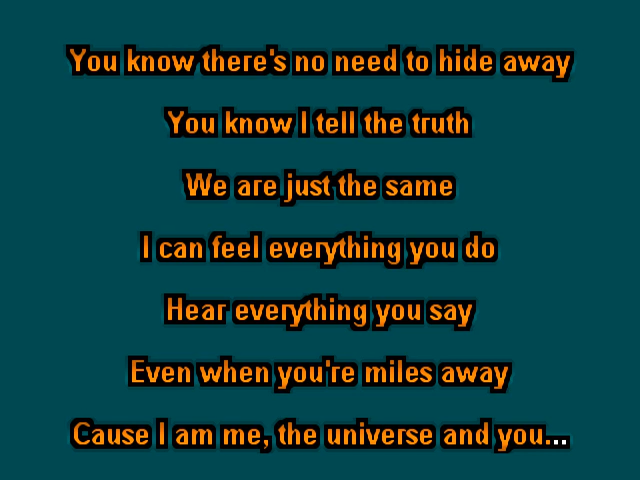 You know there's no need to hide away
You know I tell the truth
We are just the same
I can feel everything you do
Hear everything you say
Even when you're miles away
Cause I am me, the universe and you...